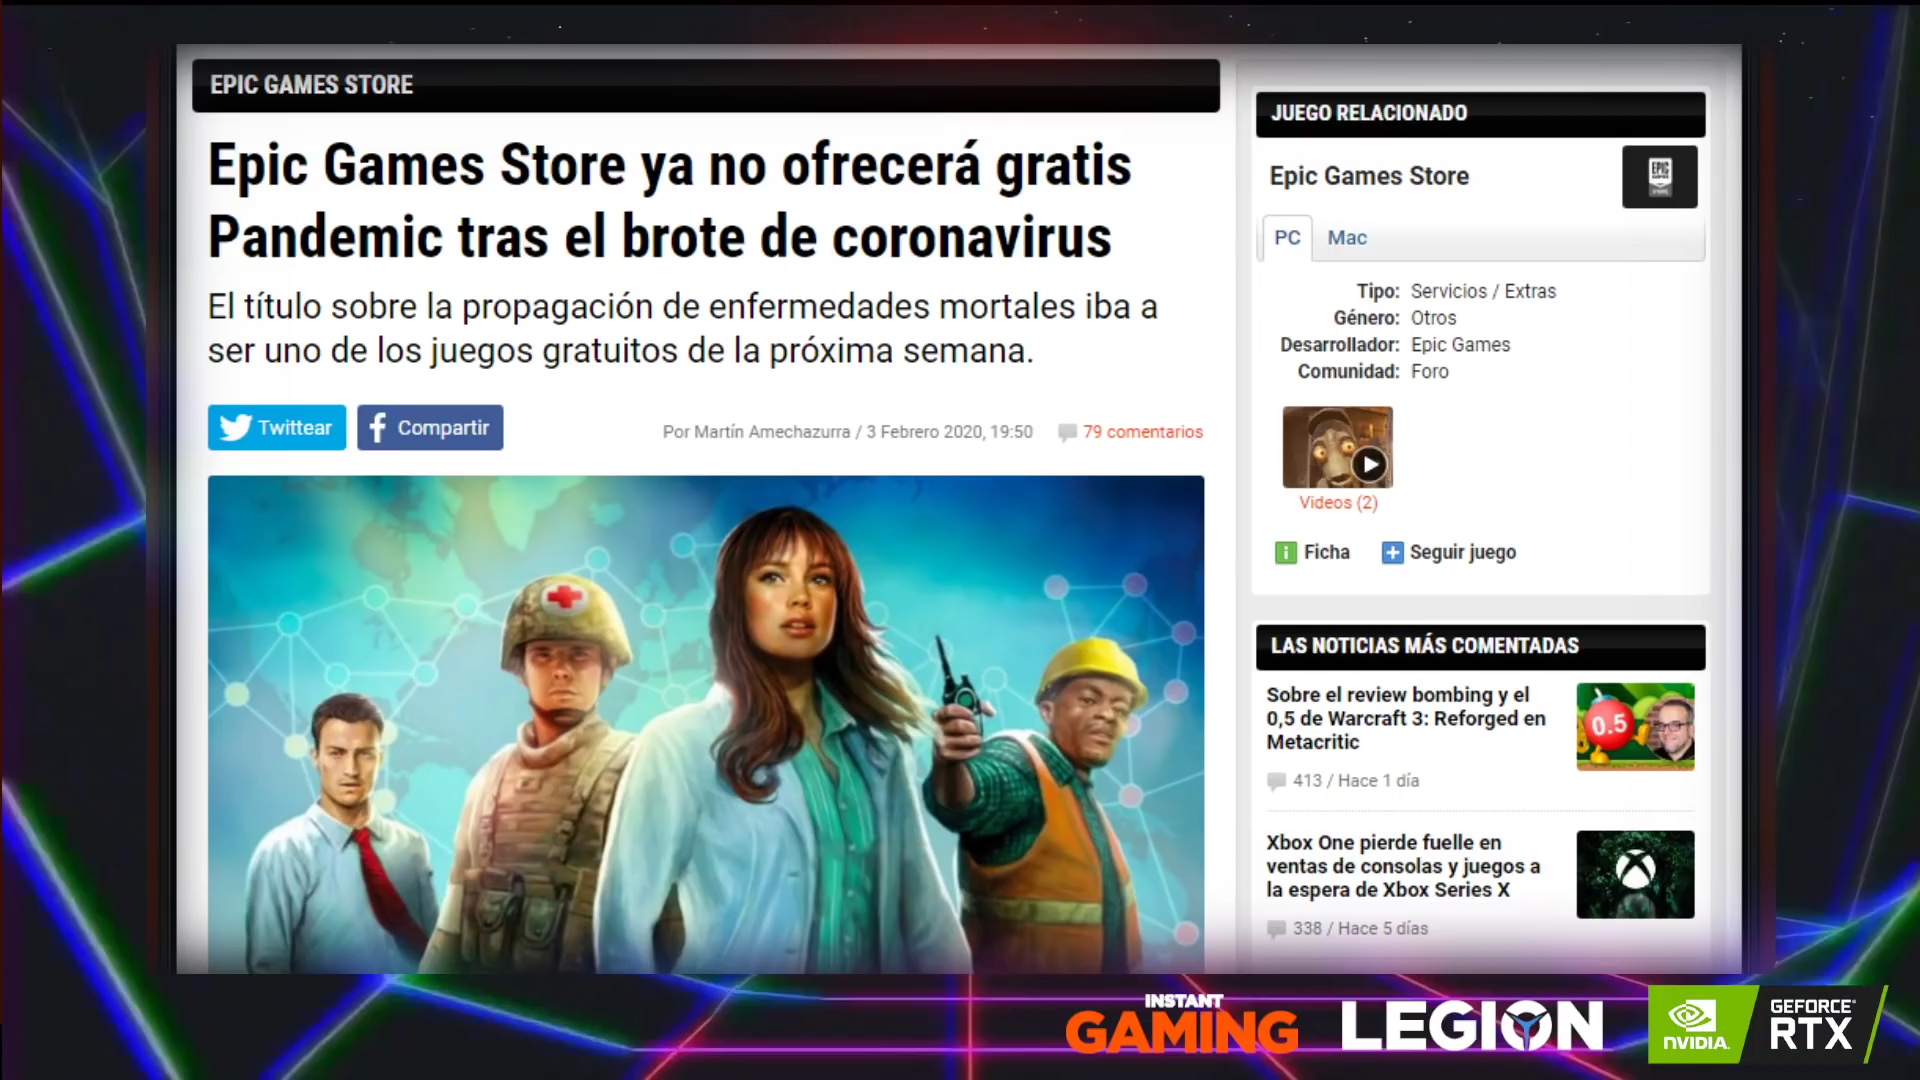 EPIC GAMES STORE
Epic Games Store ya no ofrecerá gratis
Pandemic tras el brote de coronavirus
El título sobre la propagación de enfermedades mortales iba a
ser uno de los juegos gratuitos de la próxima semana.
Twittear
Compartir
Por Martín Amechazurra / 3 Febrero 2020, 19:50
79 comentarios
JUEGO RELACIONADO
Epic Games Store
EPIC
GAMES
STORE
PC
Mac
Tipo: Servicios / Extras
Género: Otros
Desarrollador: Epic Games
Comunidad: Foro
Videos (2)
Ficha
Seguir juego
LAS NOTICIAS MÁS COMENTADAS
Sobre el review bombing y el
0,5 de Warcraft 3: Reforged en
Metacritic
0.5
413 / Hace 1 día
Xbox One pierde fuelle en
ventas de consolas y juegos a
la espera de Xbox Series X
338 / Hace 5 días
INSTANT
GAMING
LEGION
NVIDIA.
GEFORCE®
RTX